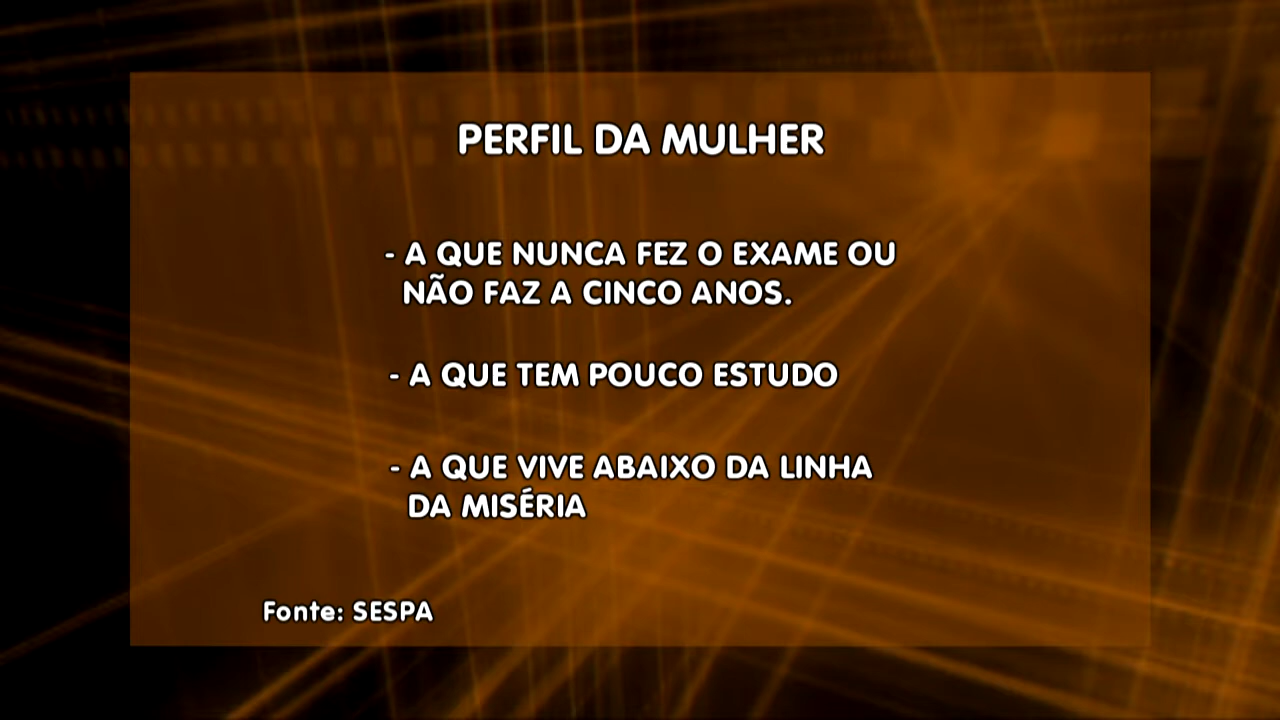 PERFIL DA MULHER
- A QUE NUNCA FEZ O EXAME OU
NÃO FAZ A CINCO ANOS.
- A QUE TEM POUCO ESTUDO
- A QUE VIVE ABAIXO DA LINHA
DA MISÉRIA
Fonte: SESPA